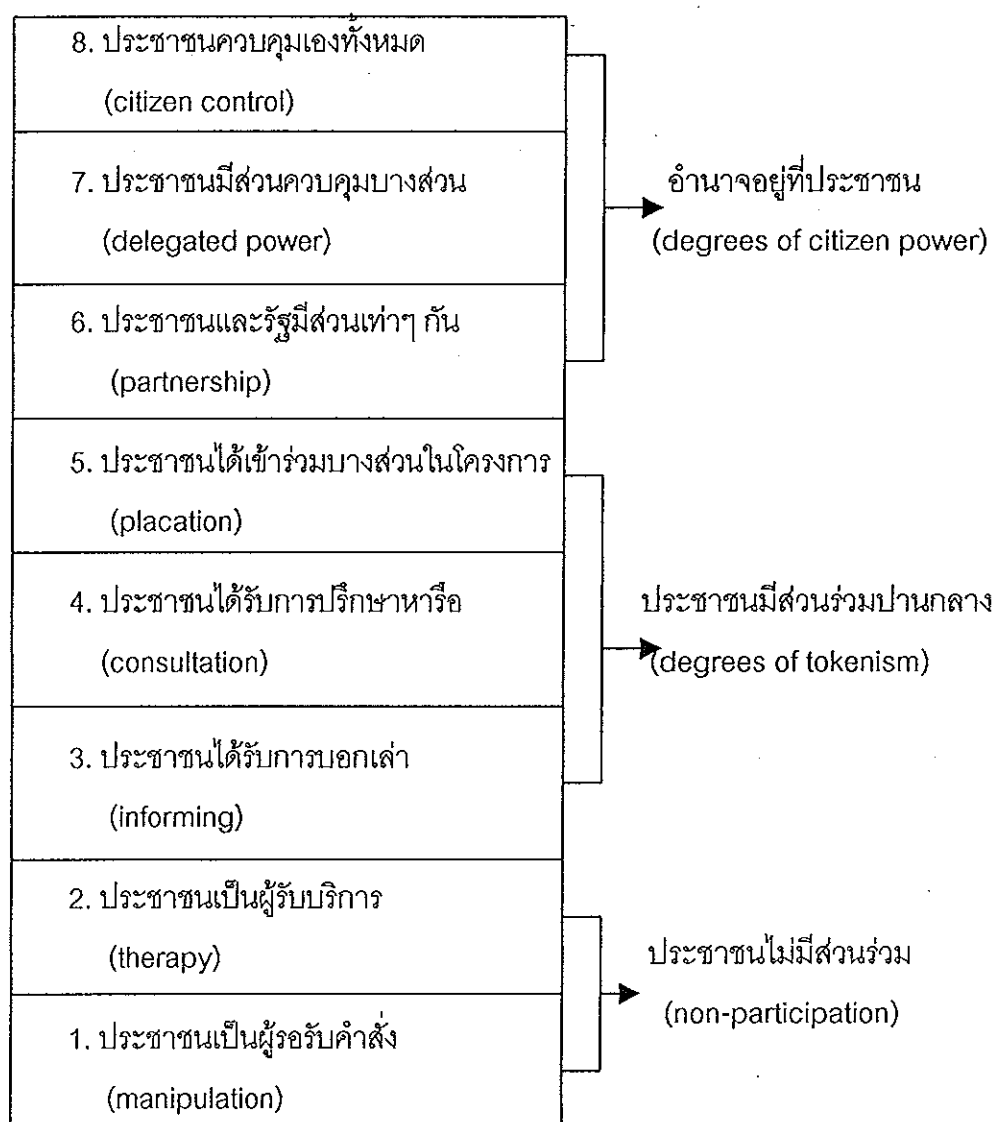 8. ประชาชนควบคุมเองทั้งหมด
(citizen control)
7. ประชาชนมีส่วนควบคุมบางส่วน
(delegated power)
อำนาจอยู่ที่ประชาชน
(degrees of citizen power)
6. ประชาชนและรัฐมีส่วนเท่าๆ กัน
(partnership)
5. ประชาชนได้เข้าร่วมบางส่วนในโครงการ
(placation)
4. ประชาชนได้รับการปรึกษาหารือ
(consultation)
ประชาชนมีส่วนร่วมปานกลาง
(degrees of tokenism)
3. ประชาชนได้รับการบอกเล่า
(informing)
2. ประชาชนเป็นผู้รับบริการ
(therapy)
ประชาชนไม่มีส่วนร่วม
(non-participation)
1. ประชาชนเป็นผู้รอรับคำสั่ง
(manipulation)